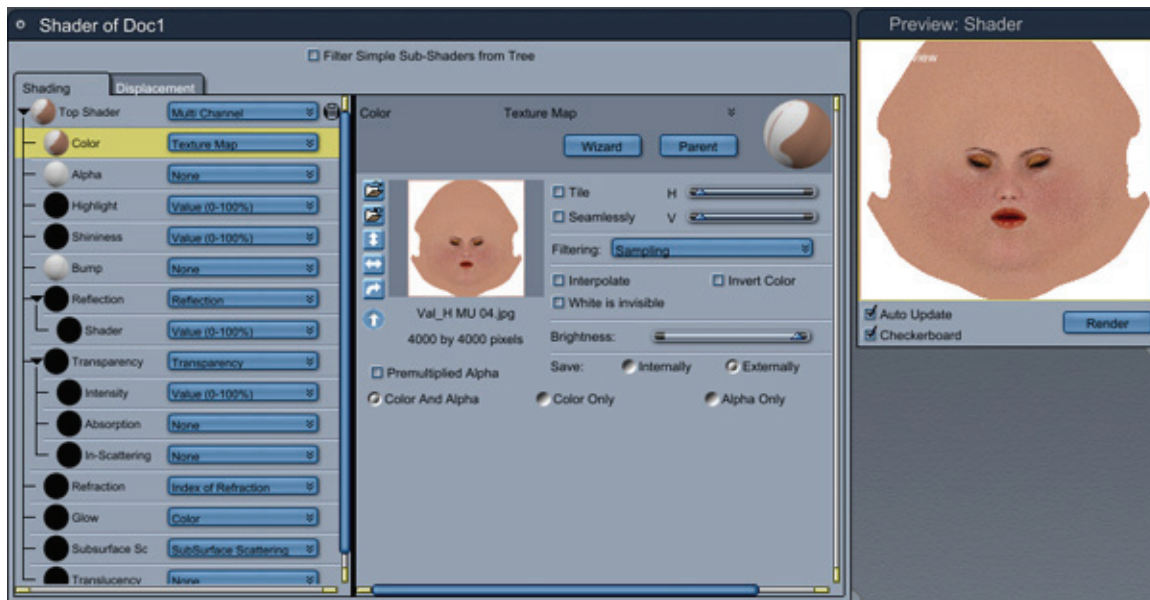 Shader of Doc1
Preview: Shader
Filter Simple Sub-Shaders from Tree
Shading
Displacement
Top Shader Multi Channel
Color Texture Map
Alpha None
Highlight Value (0-100%)
Shininess Value (0-100%)
Bump None
Reflection Reflection
Shader Value (0-100%)
Transparency Transparency
Intensity Value (0-100%)
Absorption None
In-Scattering None
Refraction Index of Refraction
Glow Color
Subsurface Sc SubSurface Scattering
Translucency None
Color Texture Map
Wizard Parent
Tile H
Seamlessly V
Filtering: Sampling
Interpolate Invert Color
White is invisible
Val_H MU 04.jpg
4000 by 4000 pixels
Brightness:
Premultiplied Alpha
Save: Internally Externally
Color And Alpha Color Only Alpha Only
Auto Update
Checkerboard
Render